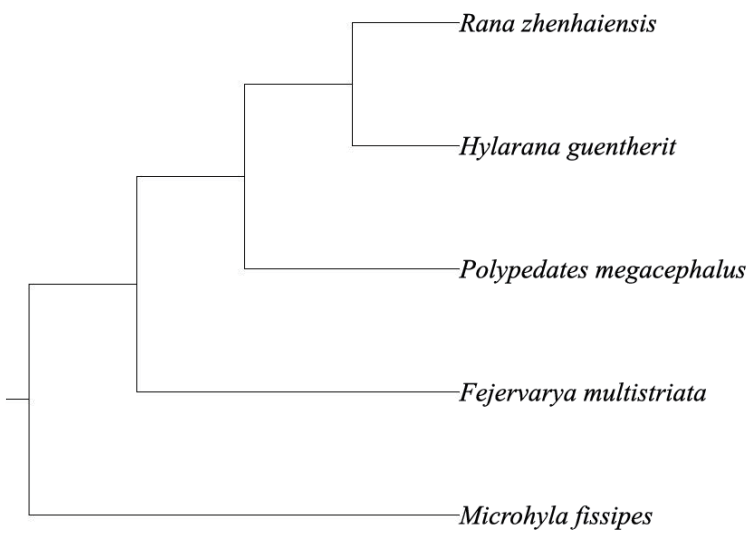 Rana zhenhaiensis
Hylarana guentherit
Polypedates megacephalus
Fejervarya multistriata
Microhyla fissipes